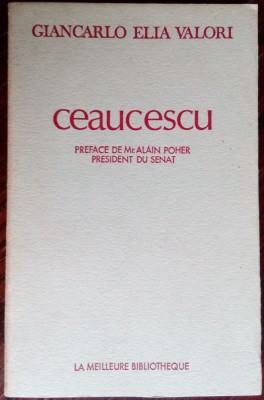 GIANCARLO ELIA VALORI
ceaucescu
PREFACE DE Mr. ALAIN POHER
PRESIDENT DU SENAT
LA MEILLEURE BIBLIOTHEQUE